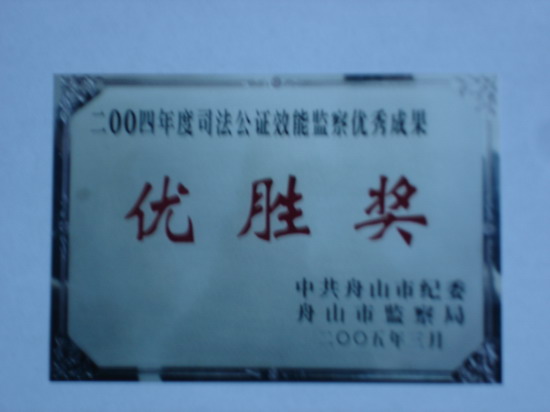 二00四年度司法公证效能监察优秀成果
优胜奖
中共舟山市纪委
舟山市监察局
二〇〇五年三月